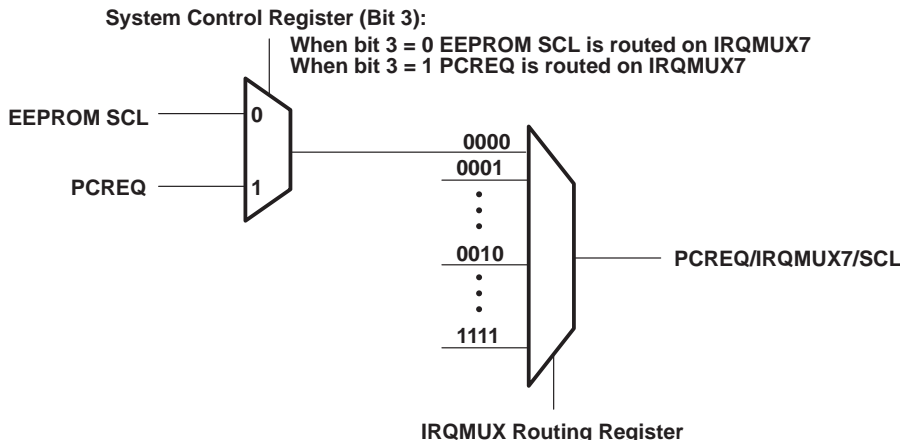 System Control Register (Bit 3):
When bit 3 = 0 EEPROM SCL is routed on IRQMUX7
When bit 3 = 1 PCREQ is routed on IRQMUX7
EEPROM SCL
0
PCREQ
1
0000
0001
0010
1111
PCREQ/IRQMUX7/SCL
IRQMUX Routing Register